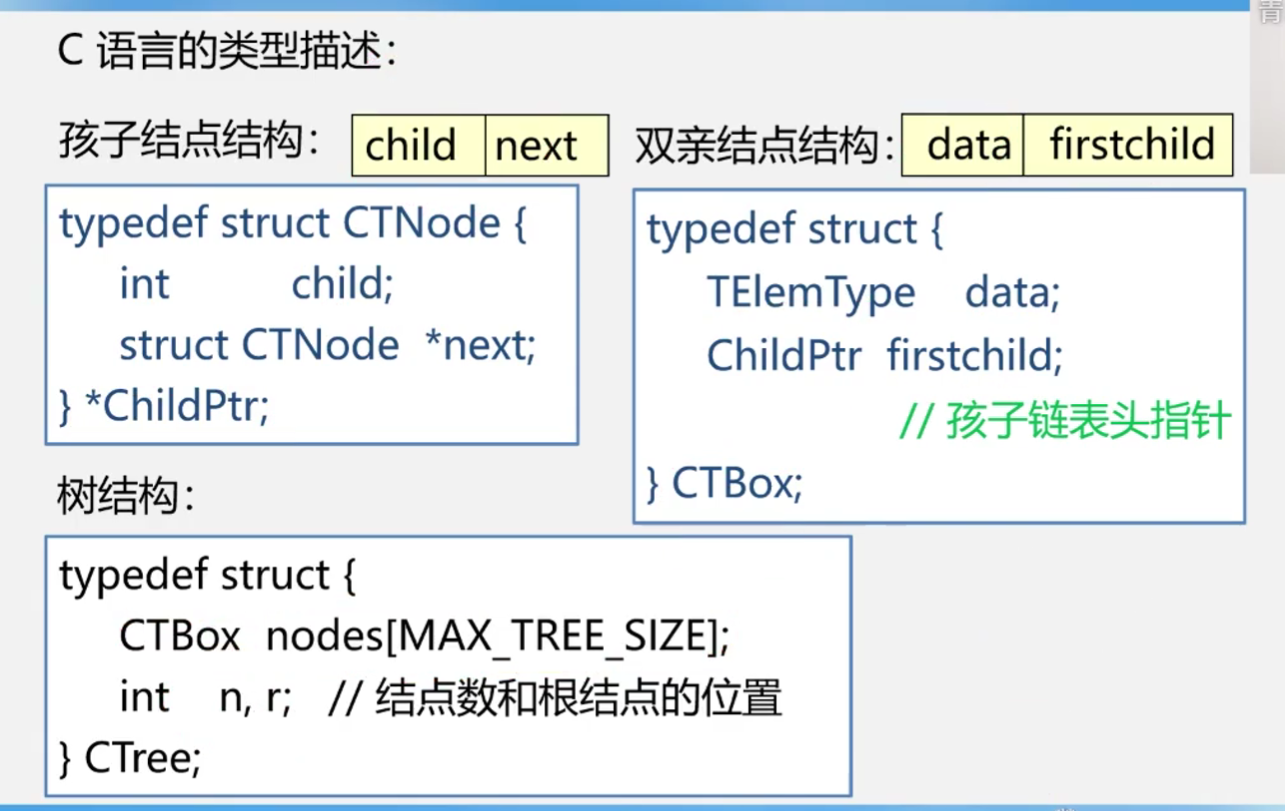 C 语言的类型描述：
孩子结点结构： child next
双亲结点结构： data firstchild
typedef struct CTNode {
int child;
struct CTNode *next;
} *ChildPtr;
typedef struct {
TElemType data;
ChildPtr firstchild;
// 孩子链表头指针
} CTBox;
树结构：
typedef struct {
CTBox nodes[MAX_TREE_SIZE];
int n, r; // 结点数和根结点的位置
} CTree;
青